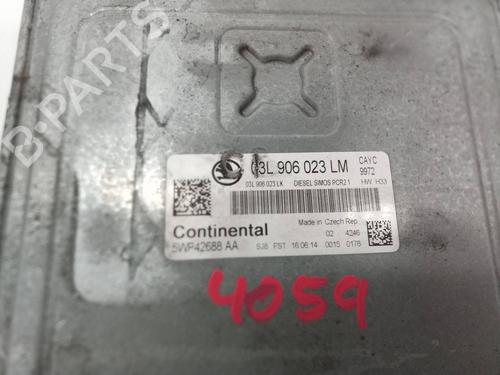 B-PARTS
03L 906 023 LM
CAYC
9972
03L 906 023 LK DIESEL SIMOS PCR2.1 HW H33
Made in Czech Rep.
Continental
02 4246
5WP42688 AA SJ8 FST 16.06.14 0015 0176
4059